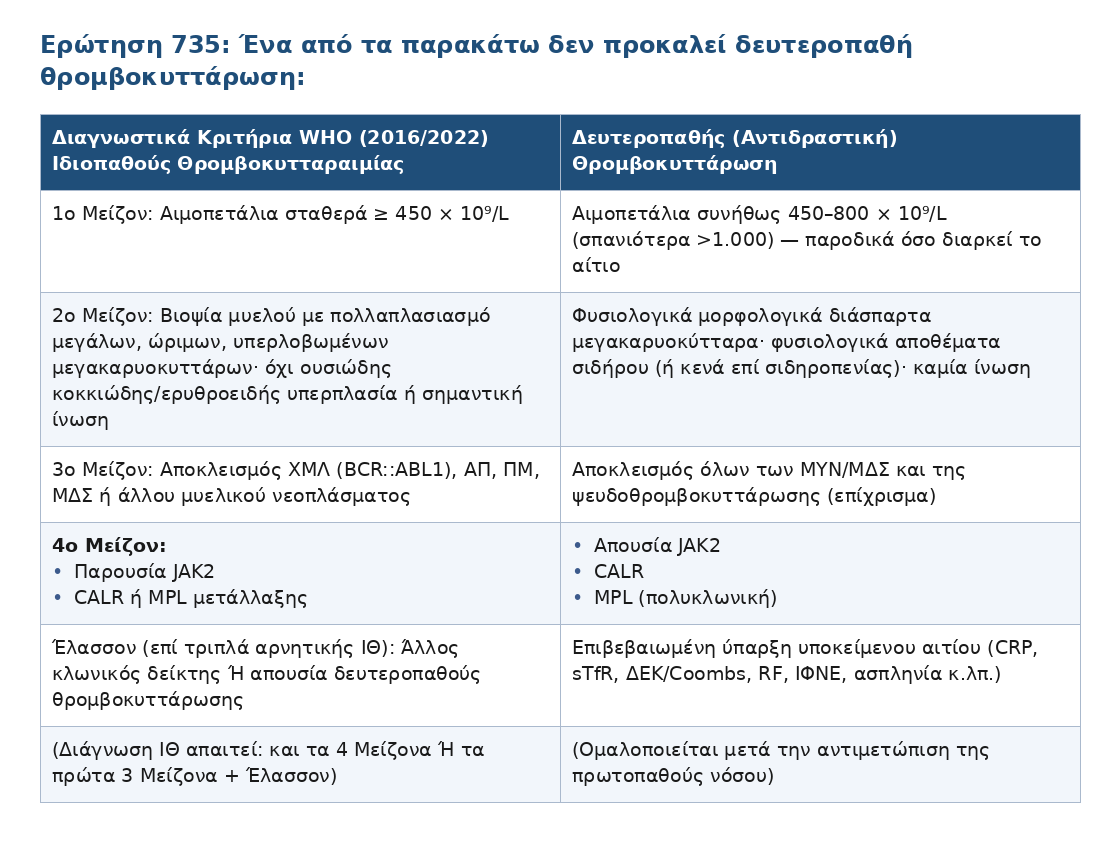 Ερώτηση 735: Ένα από τα παρακάτω δεν προκαλεί δευτεροπαθή
θρομβοκυττάρωση:
Διαγνωστικά Κριτήρια WHO (2016/2022)
Ιδιοπαθούς Θρομβοκυτταραιμίας
Δευτεροπαθής (Αντιδραστική)
Θρομβοκυττάρωση
1ο Μείζον: Αιμοπετάλια σταθερά ≥ 450 × 10⁹/L
Αιμοπετάλια συνήθως 450–800 × 10⁹/L
(σπανιότερα >1.000) — παροδικά όσο διαρκεί το
αίτιο
2ο Μείζον: Βιοψία μυελού με πολλαπλασιασμό
μεγάλων, ώριμων, υπερλοβωμένων
μεγακαρυοκυττάρων· όχι ουσιώδης
κοκκιώδης/ερυθροειδής υπερπλασία ή σημαντική
ίνωση
Φυσιολογικά μορφολογικά διάσπαρτα
μεγακαρυοκύτταρα· φυσιολογικά αποθέματα
σιδήρου (ή κενά επί σιδηροπενίας)· καμία ίνωση
3ο Μείζον: Αποκλεισμός ΧΜΛ (BCR::ABL1), ΑΠ, ΠΜ,
ΜΔΣ ή άλλου μυελικού νεοπλάσματος
Αποκλεισμός όλων των ΜΥΝ/ΜΔΣ και της
ψευδοθρομβοκυττάρωσης (επίχρισμα)
4ο Μείζον:
• Παρουσία JAK2
• CALR ή MPL μετάλλαξης
• Απουσία JAK2
• CALR
• MPL (πολυκλωνική)
Έλασσον (επί τριπλά αρνητικής ΙΘ): Άλλος
κλωνικός δείκτης Ή απουσία δευτεροπαθούς
θρομβοκυττάρωσης
Επιβεβαιωμένη ύπαρξη υποκείμενου αιτίου (CRP,
sTfR, ΔΕΚ/Coombs, RF, ΙΦΝΕ, ασπληνία κ.λπ.)
(Διάγνωση ΙΘ απαιτεί: και τα 4 Μείζονα Ή τα
πρώτα 3 Μείζονα + Έλασσον)
(Ομαλοποιείται μετά την αντιμετώπιση της
πρωτοπαθούς νόσου)